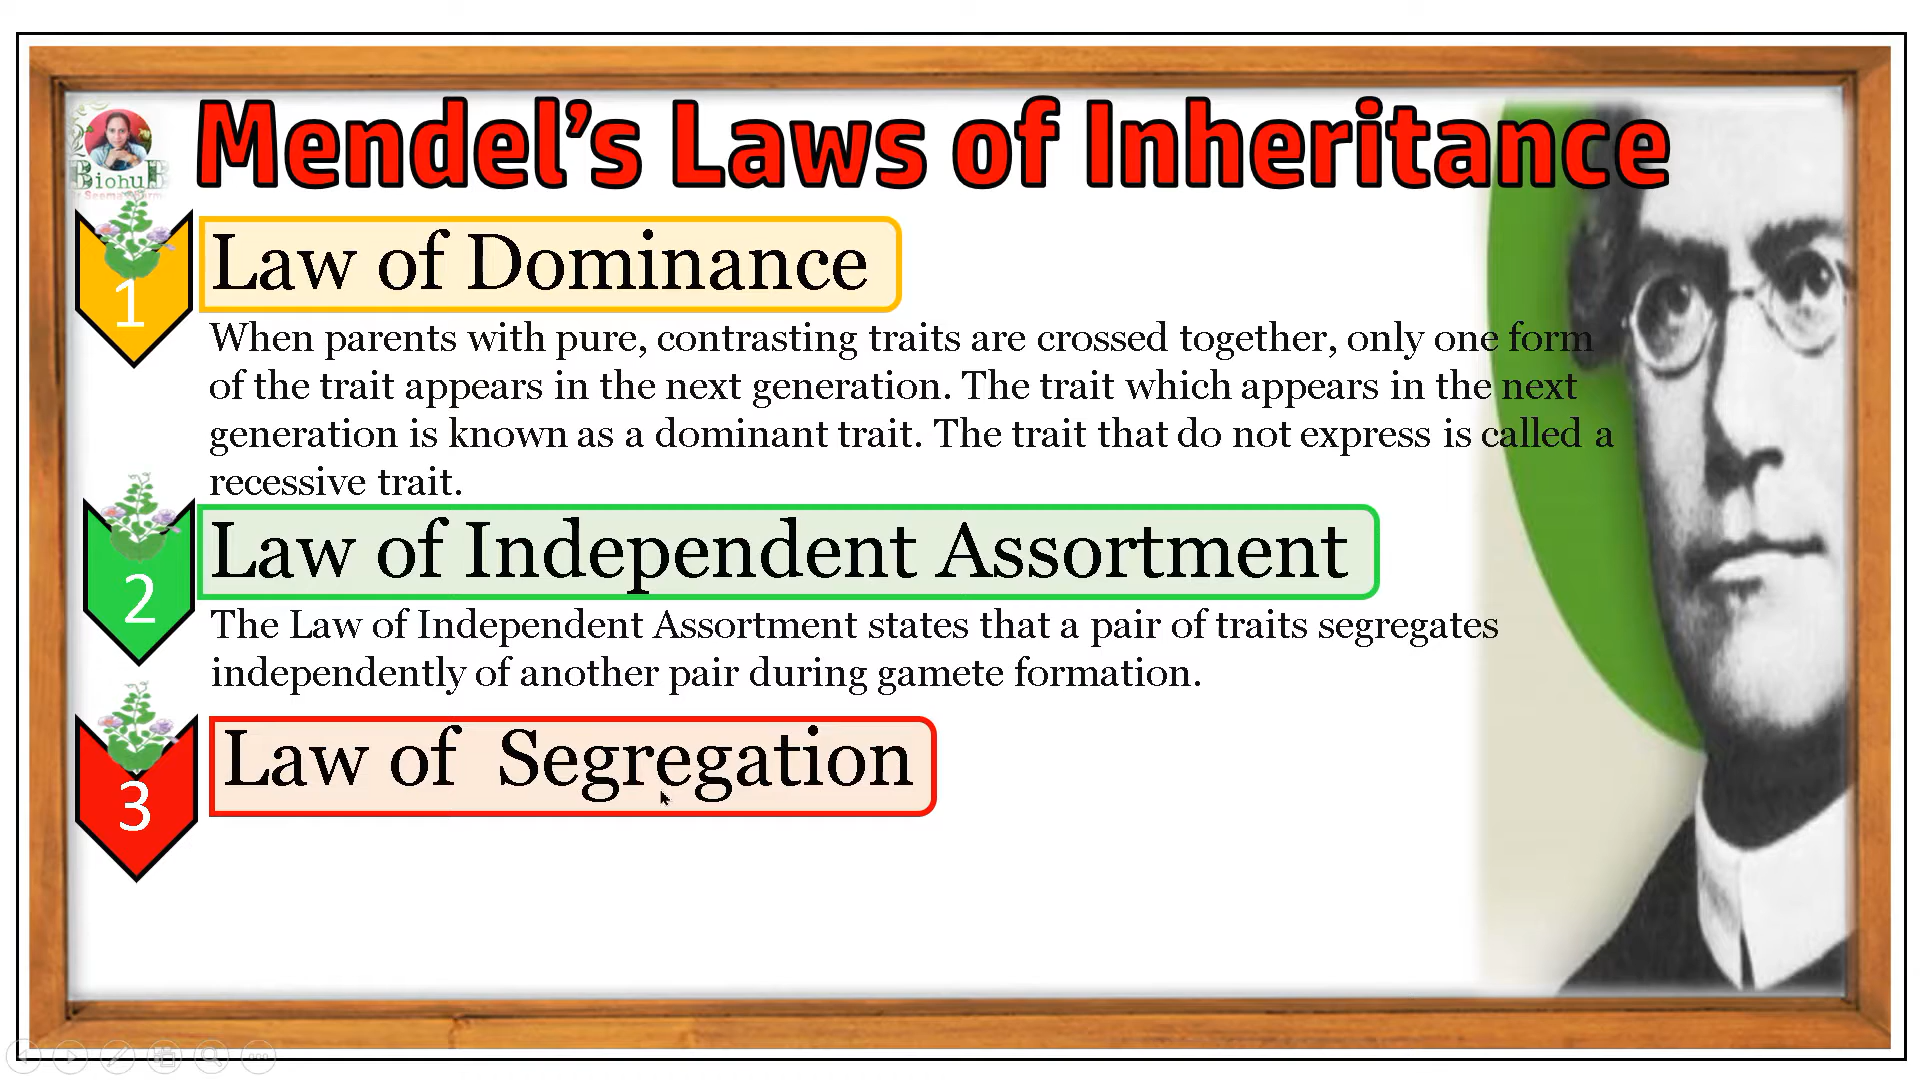 Mendel’s Laws of Inheritance
BiohuB
1
Law of Dominance
When parents with pure, contrasting traits are crossed together, only one form
of the trait appears in the next generation. The trait which appears in the next
generation is known as a dominant trait. The trait that do not express is called a
recessive trait.
2
Law of Independent Assortment
The Law of Independent Assortment states that a pair of traits segregates
independently of another pair during gamete formation.
3
Law of Segregation